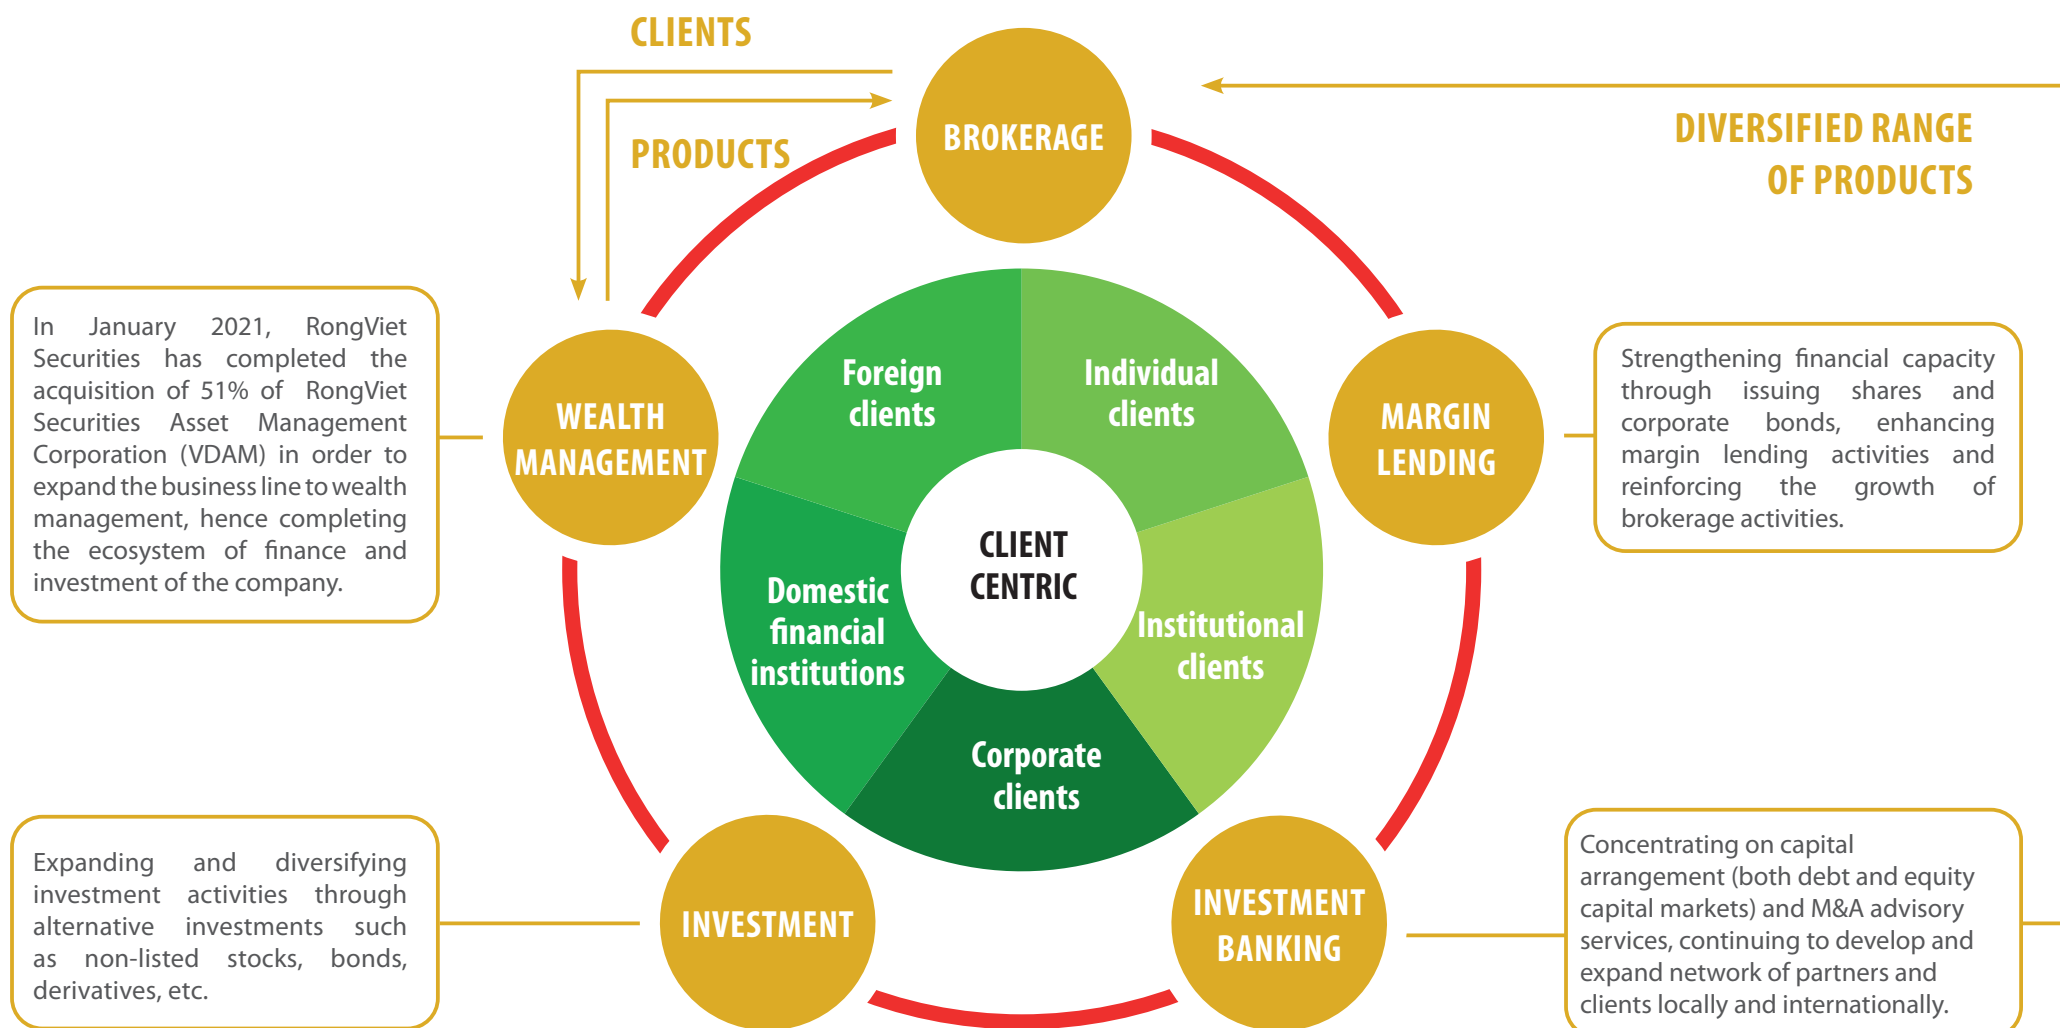 CLIENTS
PRODUCTS
BROKERAGE
DIVERSIFIED RANGE
OF PRODUCTS
In January 2021, RongViet
Securities has completed the
acquisition of 51% of RongViet
Securities Asset Management
Corporation (VDAM) in order to
expand the business line to wealth
management, hence completing
the ecosystem of finance and
investment of the company.
WEALTH
MANAGEMENT
Foreign
clients
Individual
clients
MARGIN
LENDING
Strengthening financial capacity
through issuing shares and
corporate bonds, enhancing
margin lending activities and
reinforcing the growth of
brokerage activities.
CLIENT
CENTRIC
Domestic
financial
institutions
Institutional
clients
Corporate
clients
Expanding and diversifying
investment activities through
alternative investments such
as non-listed stocks, bonds,
derivatives, etc.
INVESTMENT
INVESTMENT
BANKING
Concentrating on capital
arrangement (both debt and equity
capital markets) and M&A advisory
services, continuing to develop and
expand network of partners and
clients locally and internationally.